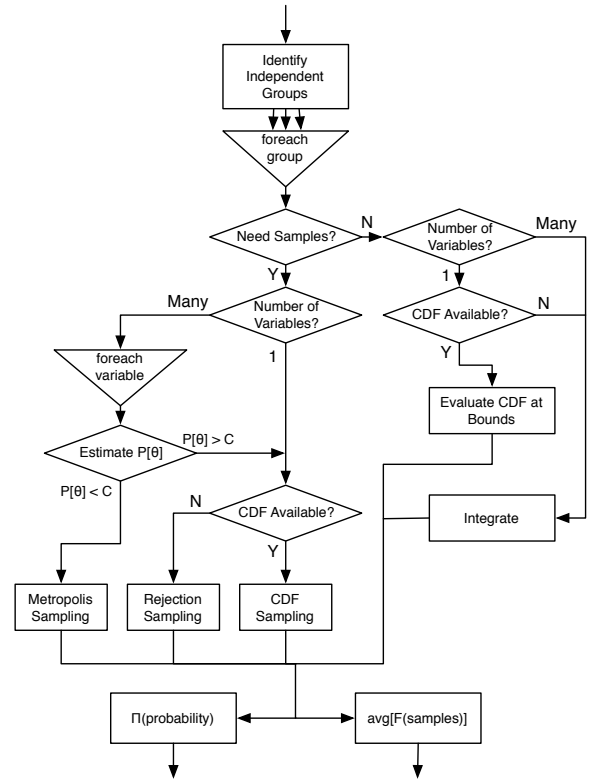 Identify
Independent
Groups
foreach
group
Need Samples?
N
Number of
Variables?
Many
Y
1
Many
Number of
Variables?
CDF Available?
N
1
Y
foreach
variable
Evaluate CDF at
Bounds
Estimate P[θ]
P[θ] > C
P[θ] < C
N
CDF Available?
Integrate
Y
Metropolis
Sampling
Rejection
Sampling
CDF
Sampling
Π(probability)
avg[F(samples)]